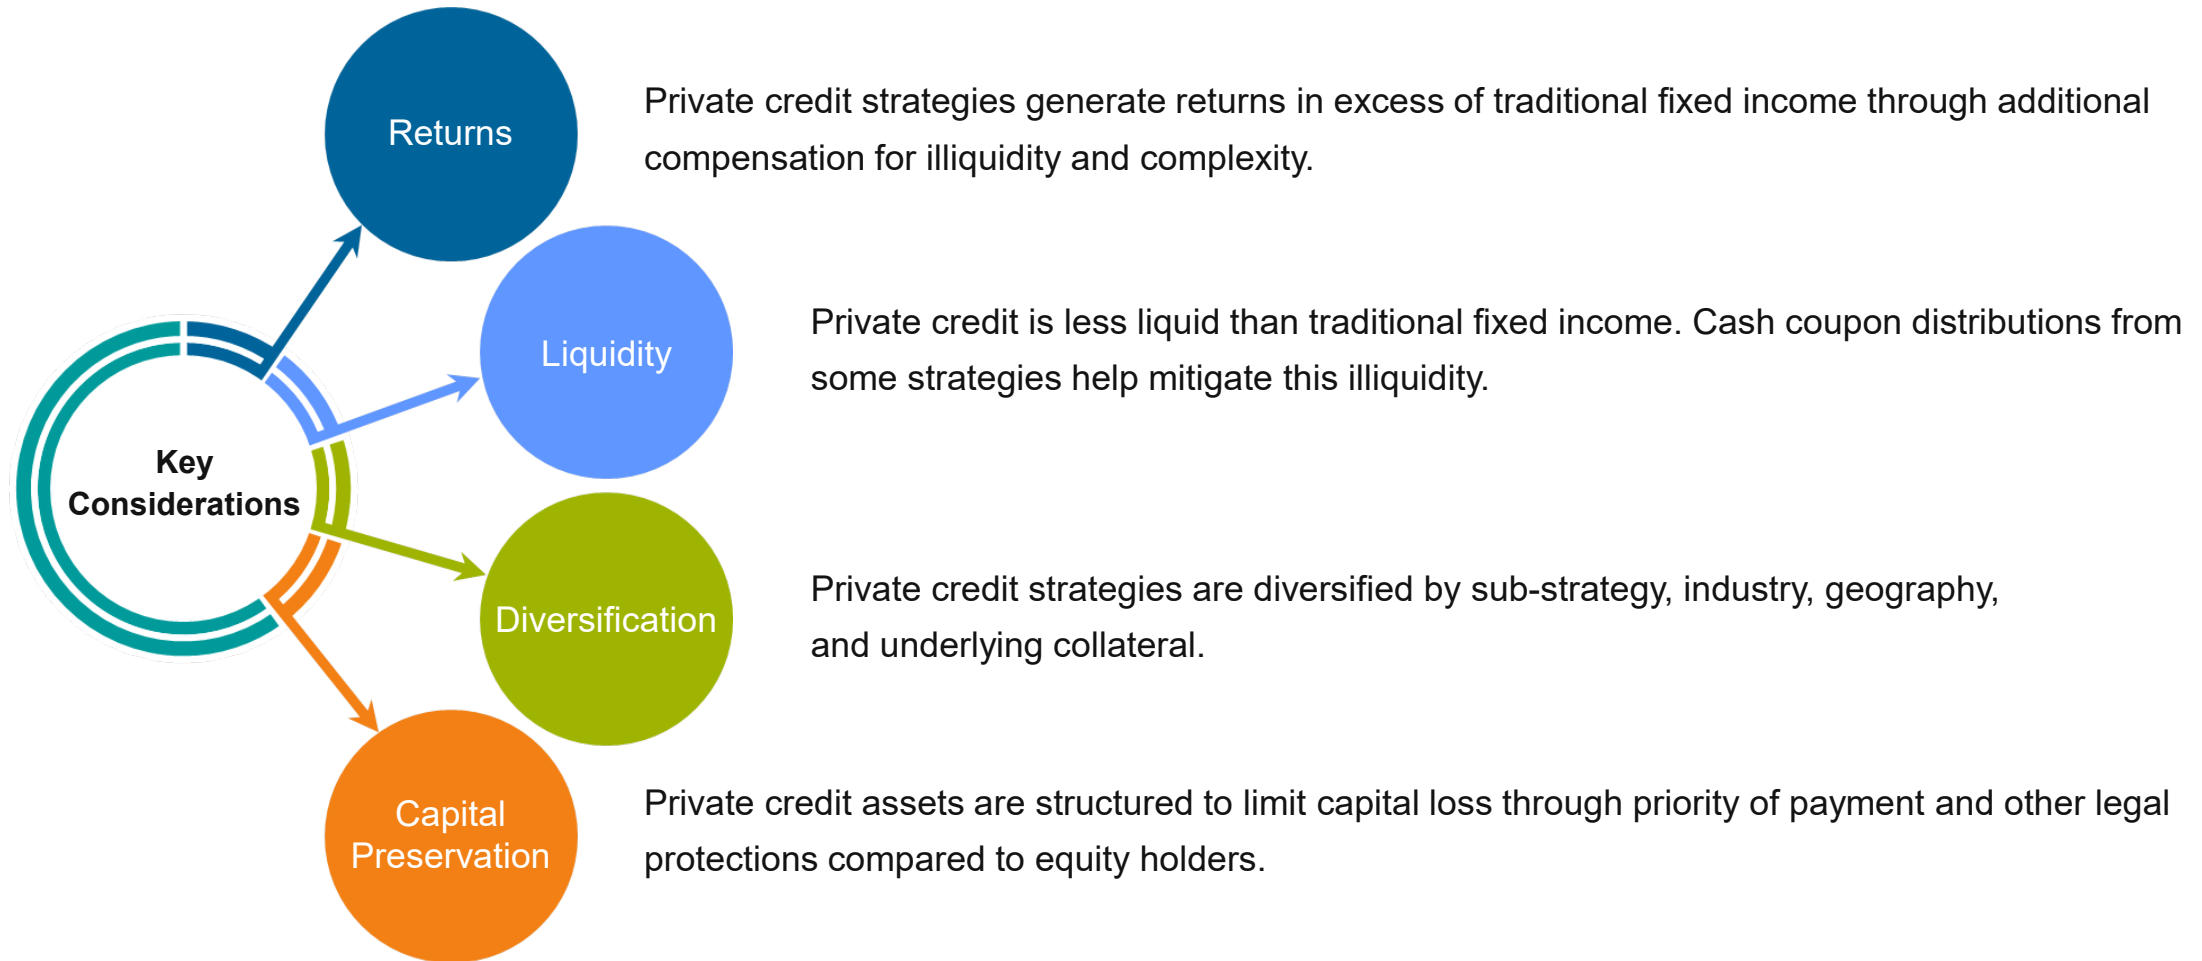 Returns
Private credit strategies generate returns in excess of traditional fixed income through additional
compensation for illiquidity and complexity.
Liquidity
Private credit is less liquid than traditional fixed income. Cash coupon distributions from
some strategies help mitigate this illiquidity.
Key
Considerations
Diversification
Private credit strategies are diversified by sub-strategy, industry, geography,
and underlying collateral.
Capital
Preservation
Private credit assets are structured to limit capital loss through priority of payment and other legal
protections compared to equity holders.